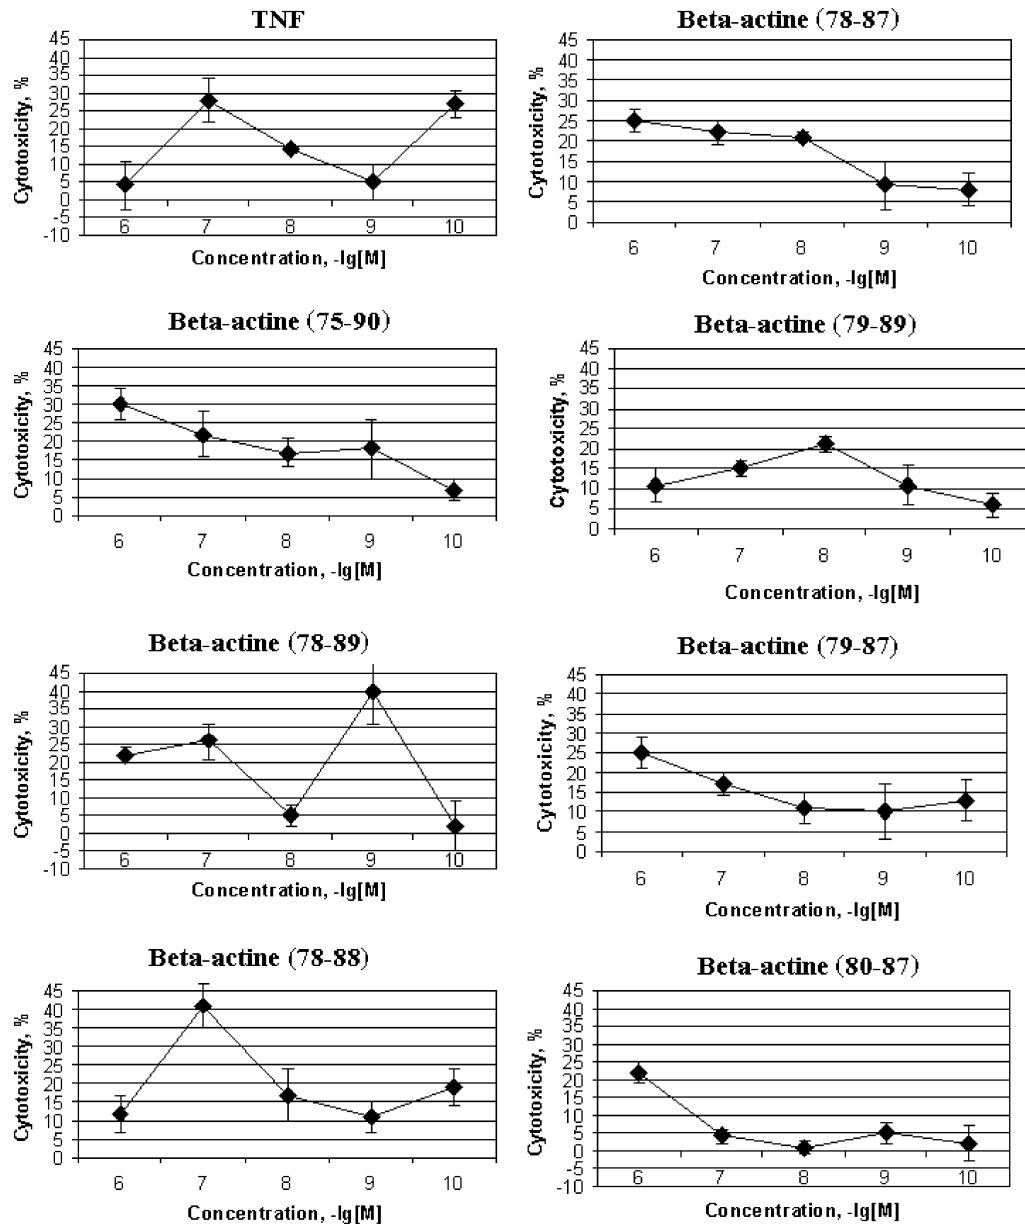 TNF
Cytotoxicity, %
45
40
35
30
25
20
15
10
5
0
-5
-10
6 7 8 9 10
Concentration, -lg[M]
Beta-actine (78-87)
Cytotoxicity, %
45
40
35
30
25
20
15
10
5
0
6 7 8 9 10
Concentration, -lg[M]
Beta-actine (75-90)
Cytotoxicity, %
45
40
35
30
25
20
15
10
5
0
6 7 8 9 10
Concentration, -lg[M]
Beta-actine (79-89)
Cytotoxicity, %
45
40
35
30
25
20
15
10
5
0
6 7 8 9 10
Concentration, -lg[M]
Beta-actine (78-89)
Cytotoxicity, %
45
40
35
30
25
20
15
10
5
0
-5
-10
6 7 8 9 10
Concentration, -lg[M]
Beta-actine (79-87)
Cytotoxicity, %
45
40
35
30
25
20
15
10
5
0
6 7 8 9 10
Concentration, -lg[M]
Beta-actine (78-88)
Cytotoxicity, %
45
40
35
30
25
20
15
10
5
0
6 7 8 9 10
Concentration, -lg[M]
Beta-actine (80-87)
Cytotoxicity, %
45
40
35
30
25
20
15
10
5
0
-5
-10
6 7 8 9 10
Concentration, -lg[M]